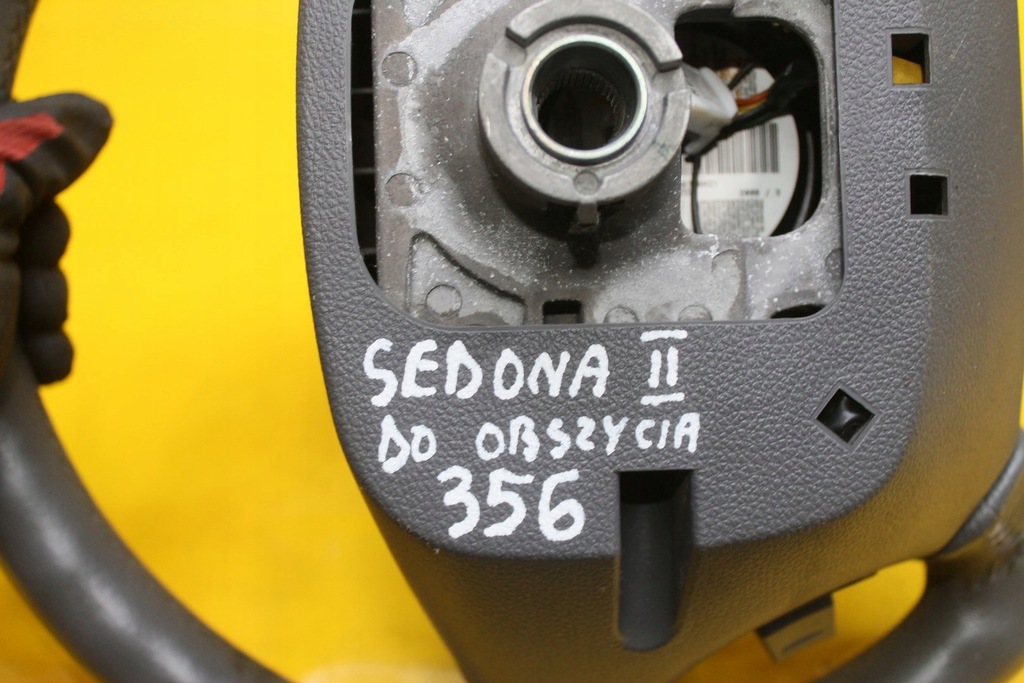 SEDONA II
DO OBSZYCIA
356